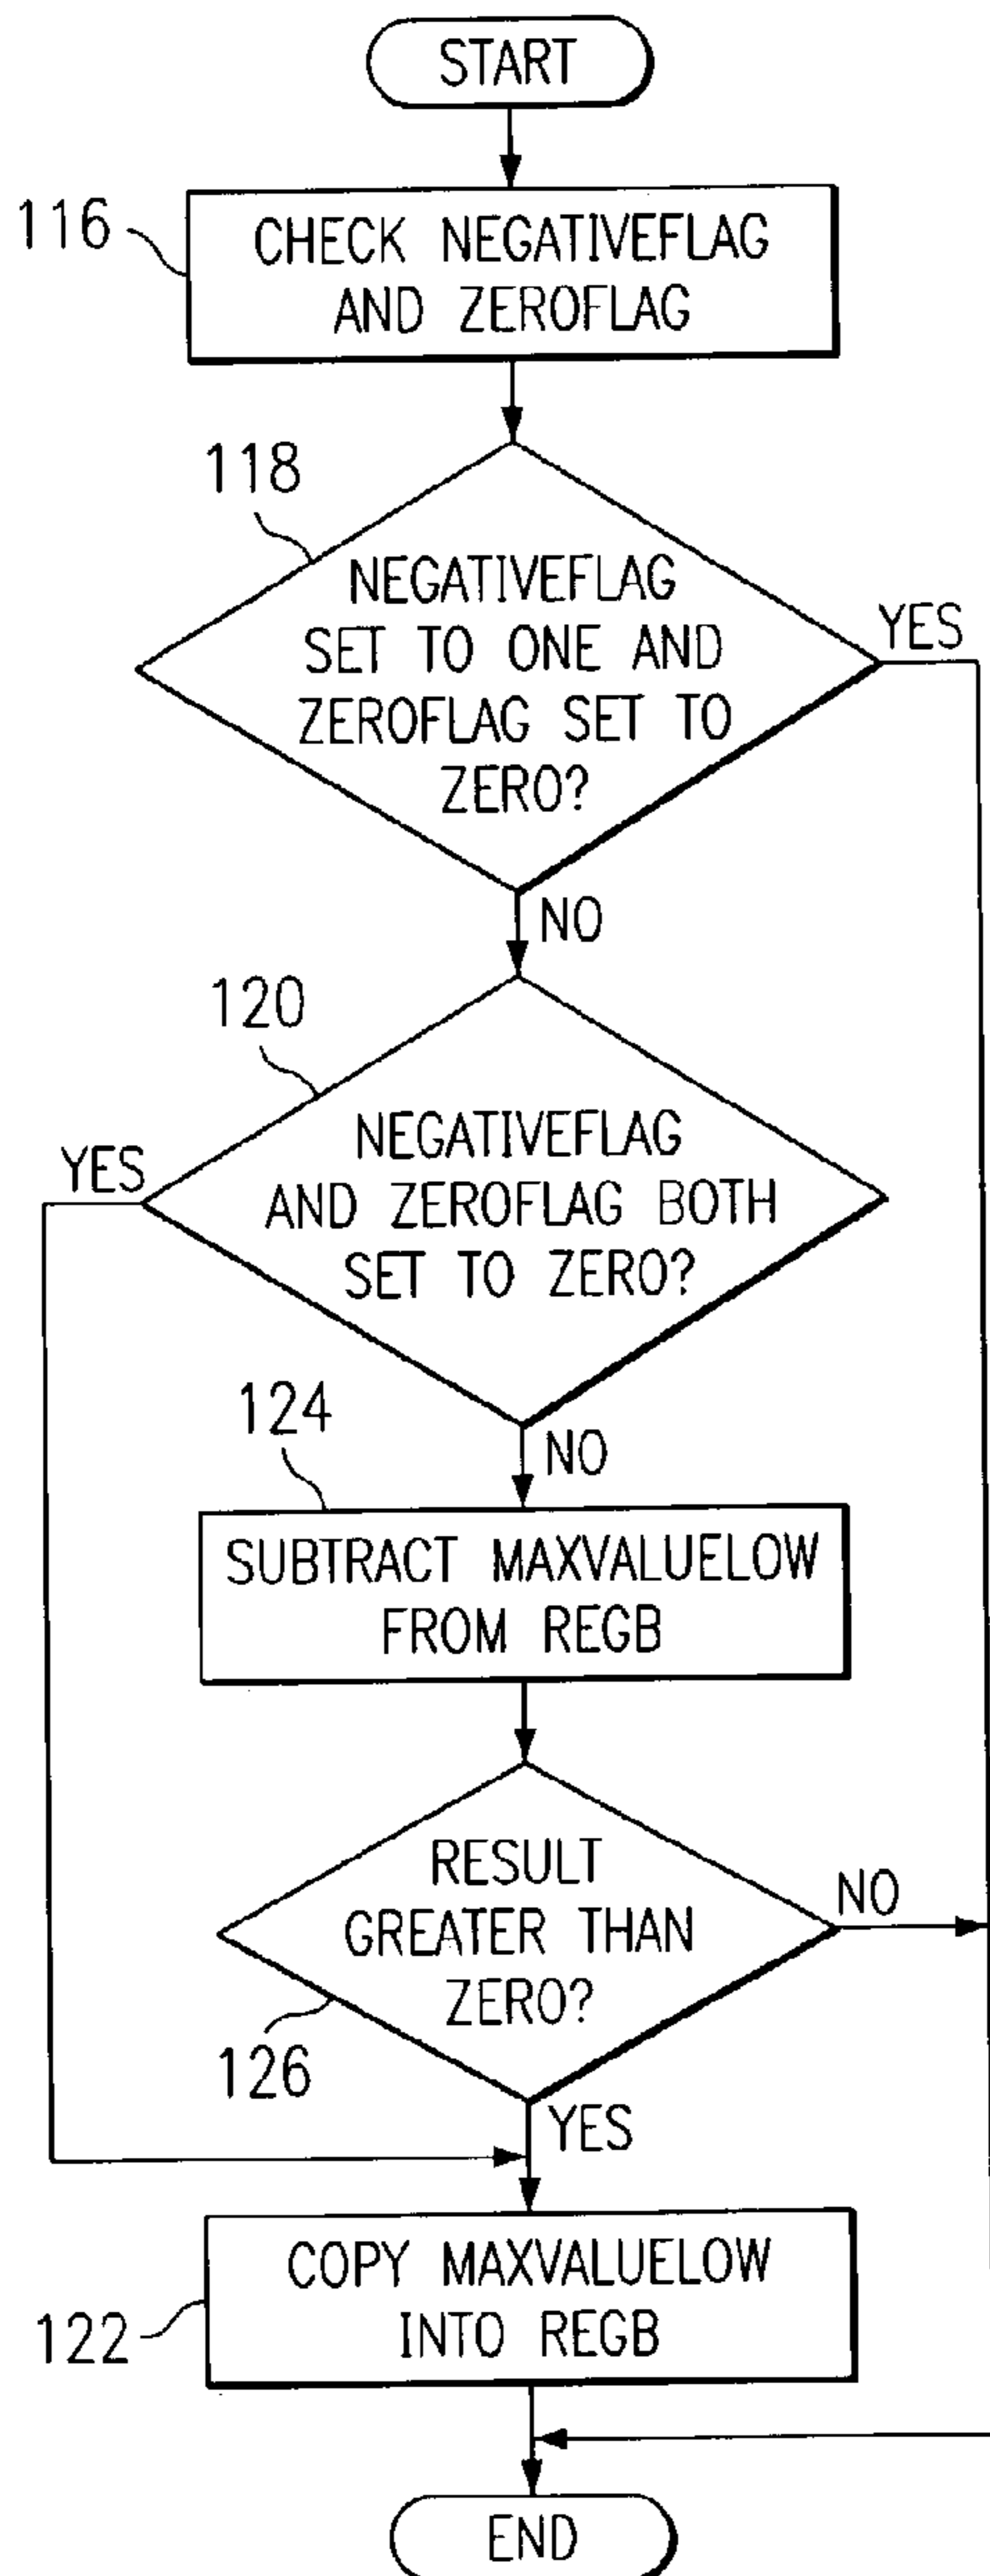 START
116
CHECK NEGATIVEFLAG
AND ZEROFLAG
118
NEGATIVEFLAG
SET TO ONE AND
ZEROFLAG SET TO
ZERO?
YES
NO
120
NEGATIVEFLAG
AND ZEROFLAG BOTH
SET TO ZERO?
YES
NO
124
SUBTRACT MAXVALUELOW
FROM REGB
RESULT
GREATER THAN
ZERO?
NO
126
YES
COPY MAXVALUELOW
INTO REGB
122
END